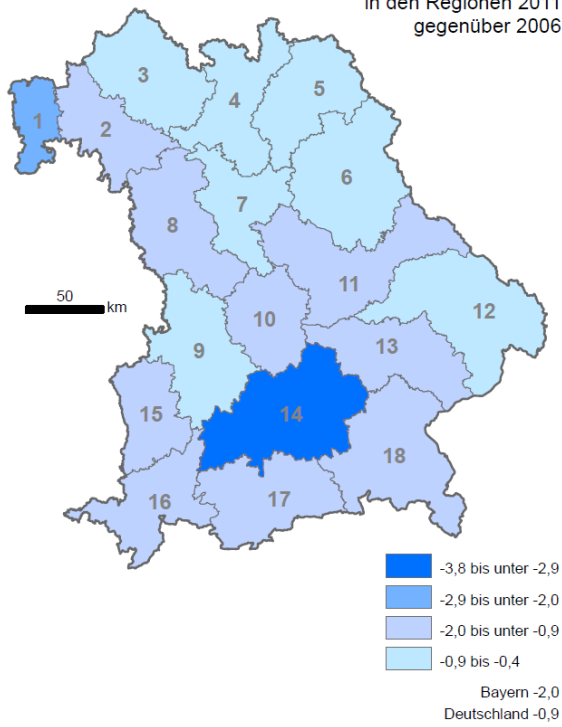 in den Regionen 2011
gegenüber 2006
3
4
5
1
2
6
7
8
11
12
50 km
10
13
9
14
15
18
16
17
-3,8 bis unter -2,9
-2,9 bis unter -2,0
-2,0 bis unter -0,9
-0,9 bis -0,4
Bayern -2,0
Deutschland -0,9